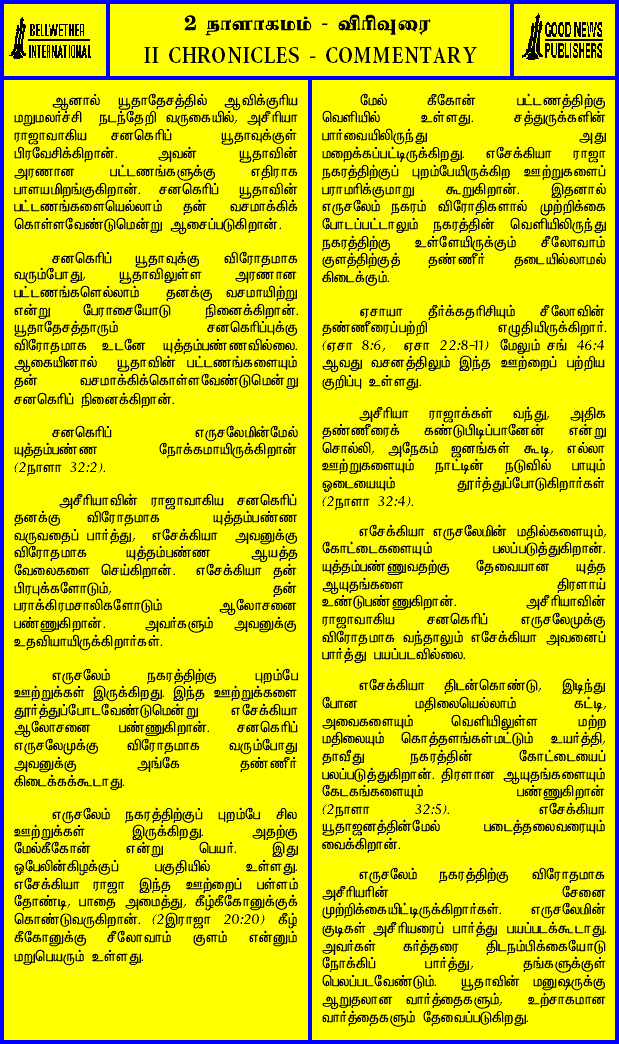 BELLWETHER
INTERNATIONAL
2 நாளாகமம் - விரிவுரை
II CHRONICLES - COMMENTARY
GOOD NEWS
PUBLISHERS
ஆனால் யூதாதேசத்தில் ஆவிக்குரிய
மறுமலர்ச்சி நடந்தேறி வருகையில், அசீரியா
ராஜாவாகிய சனகெரிப் யூதாவுக்குள்
பிரவேசிக்கிறான். அவன் யூதாவின்
அரணான பட்டணங்களுக்கு எதிராக
பாளயமிறங்குகிறான். சனகெரிப் யூதாவின்
பட்டணங்களையெல்லாம் தன் வசமாக்கிக்
கொள்ளவேண்டுமென்று ஆசைப்படுகிறான்.
சனகெரிப் யூதாவுக்கு விரோதமாக
வரும்போது, யூதாவிலுள்ள அரணான
பட்டணங்களெல்லாம் தனக்கு வசமாயிற்று
என்று பேராசையோடு நினைக்கிறான்.
யூதாதேசத்தாரும் சனகெரிப்புக்கு
விரோதமாக உடனே யுத்தம்பண்ணவில்லை.
ஆகையினால் யூதாவின் பட்டணங்களையும்
தன் வசமாக்கிக்கொள்ளவேண்டுமென்று
சனகெரிப் நினைக்கிறான்.
சனகெரிப் எருசலேமின்மேல்
யுத்தம்பண்ண நோக்கமாயிருக்கிறான்
(2நாளா 32:2).
அசீரியாவின் ராஜாவாகிய சனகெரிப்
தனக்கு விரோதமாக யுத்தம்பண்ண
வருவதைப் பார்த்து, எசேக்கியா அவனுக்கு
விரோதமாக யுத்தம்பண்ண ஆயத்த
வேலைகளை செய்கிறான். எசேக்கியா தன்
பிரபுக்களோடும், தன்
பராக்கிரமசாலிகளோடும் ஆலோசனை
பண்ணுகிறான். அவர்களும் அவனுக்கு
உதவியாயிருக்கிறார்கள்.
எருசலேம் நகரத்திற்கு புறம்பே
ஊற்றுக்கள் இருக்கிறது. இந்த ஊற்றுக்களை
தூர்த்துப்போடவேண்டுமென்று எசேக்கியா
ஆலோசனை பண்ணுகிறான். சனகெரிப்
எருசலேமுக்கு விரோதமாக வரும்போது
அவனுக்கு அங்கே தண்ணீர்
கிடைக்கக்கூடாது.
எருசலேம் நகரத்திற்குப் புறம்பே சில
ஊற்றுக்கள் இருக்கிறது. அதற்கு
மேல்கீகோன் என்று பெயர். இது
ஓபேலின்கிழக்குப் பகுதியில் உள்ளது.
எசேக்கியா ராஜா இந்த ஊற்றைப் பள்ளம்
தோண்டி, பாதை அமைத்து, கீழ்கீகோனுக்குக்
கொண்டுவருகிறான். (2இராஜா 20:20) கீழ்
கீகோனுக்கு சீலோவாம் குளம் என்னும்
மறுபெயரும் உள்ளது.
மேல் கீகோன் பட்டணத்திற்கு
வெளியில் உள்ளது. சத்துருக்களின்
பார்வையிலிருந்து அது
மறைக்கப்பட்டிருக்கிறது. எசேக்கியா ராஜா
நகரத்திற்குப் புறம்பேயிருக்கிற ஊற்றுகளைப்
பராமரிக்குமாறு கூறுகிறான். இதனால்
எருசலேம் நகரம் விரோதிகளால் முற்றிக்கை
போடப்பட்டாலும் நகரத்தின் வெளியிலிருந்து
நகரத்திற்கு உள்ளேயிருக்கும் சீலோவாம்
குளத்திற்குத் தண்ணீர் தடையில்லாமல்
கிடைக்கும்.
ஏசாயா தீர்க்கதரிசியும் சீலோவின்
தண்ணீரைப்பற்றி எழுதியிருக்கிறார்.
(ஏசா 8:6, ஏசா 22:8-11) மேலும் சங் 46:4
ஆவது வசனத்திலும் இந்த ஊற்றைப் பற்றிய
குறிப்பு உள்ளது.
அசீரியா ராஜாக்கள் வந்து, அதிக
தண்ணீரைக் கண்டுபிடிப்பானேன் என்று
சொல்லி, அநேகம் ஜனங்கள் கூடி, எல்லா
ஊற்றுகளையும் நாட்டின் நடுவில் பாயும்
ஓடையையும் தூர்த்துப்போடுகிறார்கள்
(2நாளா 32:4).
எசேக்கியா எருசலேமின் மதில்களையும்,
கோட்டைகளையும் பலப்படுத்துகிறான்.
யுத்தம்பண்ணுவதற்கு தேவையான யுத்த
ஆயுதங்களை திரளாய்
உண்டுபண்ணுகிறான். அசீரியாவின்
ராஜாவாகிய சனகெரிப் எருசலேமுக்கு
விரோதமாக வந்தாலும் எசேக்கியா அவனைப்
பார்த்து பயப்படவில்லை.
எசேக்கியா திடன்கொண்டு, இடிந்து
போன மதிலையெல்லாம் கட்டி,
அவைகளையும் வெளியிலுள்ள மற்ற
மதிலையும் கொத்தளங்கள்மட்டும் உயர்த்தி,
தாவீது நகரத்தின் கோட்டையைப்
பலப்படுத்துகிறான். திரளான ஆயுதங்களையும்
கேடகங்களையும் பண்ணுகிறான்
(2நாளா 32:5). எசேக்கியா
யூதாஜனத்தின்மேல் படைத்தலைவரையும்
வைக்கிறான்.
எருசலேம் நகரத்திற்கு விரோதமாக
அசீரியரின் சேனை
முற்றிக்கையிட்டிருக்கிறார்கள். எருசலேமின்
குடிகள் அசீரியரைப் பார்த்து பயப்படக்கூடாது.
அவர்கள் கர்த்தரை திடநம்பிக்கையோடு
நோக்கிப் பார்த்து, தங்களுக்குள்
பெலப்படவேண்டும். யூதாவின் மனுஷருக்கு
ஆறுதலான வார்த்தைகளும், உற்சாகமான
வார்த்தைகளும் தேவைப்படுகிறது.